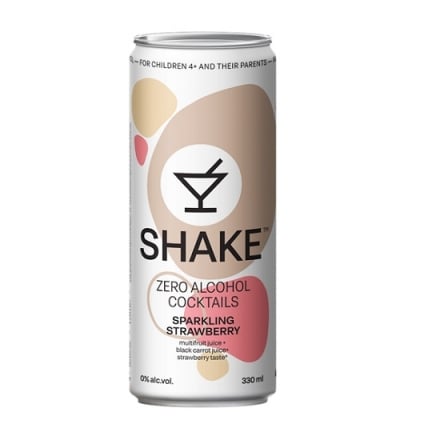 — FOR CHILDREN 4+ AND THEIR PARENTS —
SHAKE™
ZERO ALCOHOL
COCKTAILS
SPARKLING
STRAWBERRY
multifruit juice •
black carrot juice•
strawberry taste*
0% alc.vol. 330 ml